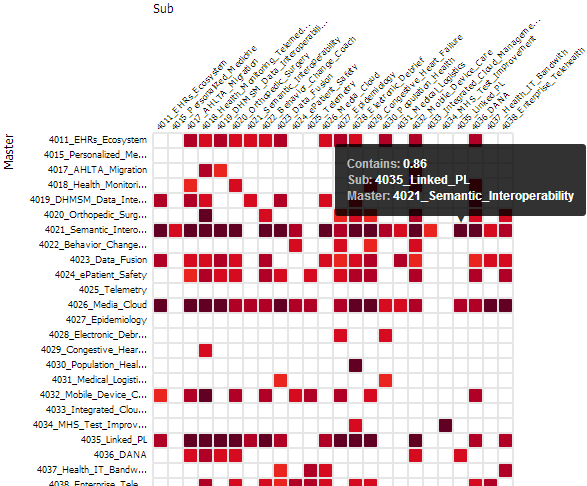 Sub
4011_EHRs_Ecosystem
4015_Personalized_Medicine
4017_AHLTA_Migration
4018_Health_Monitoring_Telemed...
4019_DHMSM_Data_Interoperabili...
4020_Orthopedic_Surgery
4021_Semantic_Interoperability
4022_Behavior_Change_Coach
4023_Data_Fusion
4024_ePatient_Safety
4025_Telemetry
4026_Media_Cloud
4027_Epidemiology
4028_Electronic_Debrief
4029_Congestive_Heart_Failure
4030_Population_Health
4031_Medical_Logistics
4032_Mobile_Device_Care
4033_Integrated_Cloud_Manageme...
4034_MHS_Test_Improvement
4035_Linked_PL
4036_DANA
4037_Health_IT_Bandwith
4038_Enterprise_Telehealth
Master
4011_EHRs_Ecosystem
4015_Personalized_Me...
4017_AHLTA_Migration
4018_Health_Monitori...
4019_DHMSM_Data_Inte...
4020_Orthopedic_Surg...
4021_Semantic_Intero...
4022_Behavior_Change...
4023_Data_Fusion
4024_ePatient_Safety
4025_Telemetry
4026_Media_Cloud
4027_Epidemiology
4028_Electronic_Debr...
4029_Congestive_Hear...
4030_Population_Heal...
4031_Medical_Logisti...
4032_Mobile_Device_C...
4033_Integrated_Clou...
4034_MHS_Test_Improv...
4035_Linked_PL
4036_DANA
4037_Health_IT_Bandw...
4038_Enterprise_Tele...
Contains: 0.86
Sub: 4035_Linked_PL
Master: 4021_Semantic_Interoperability